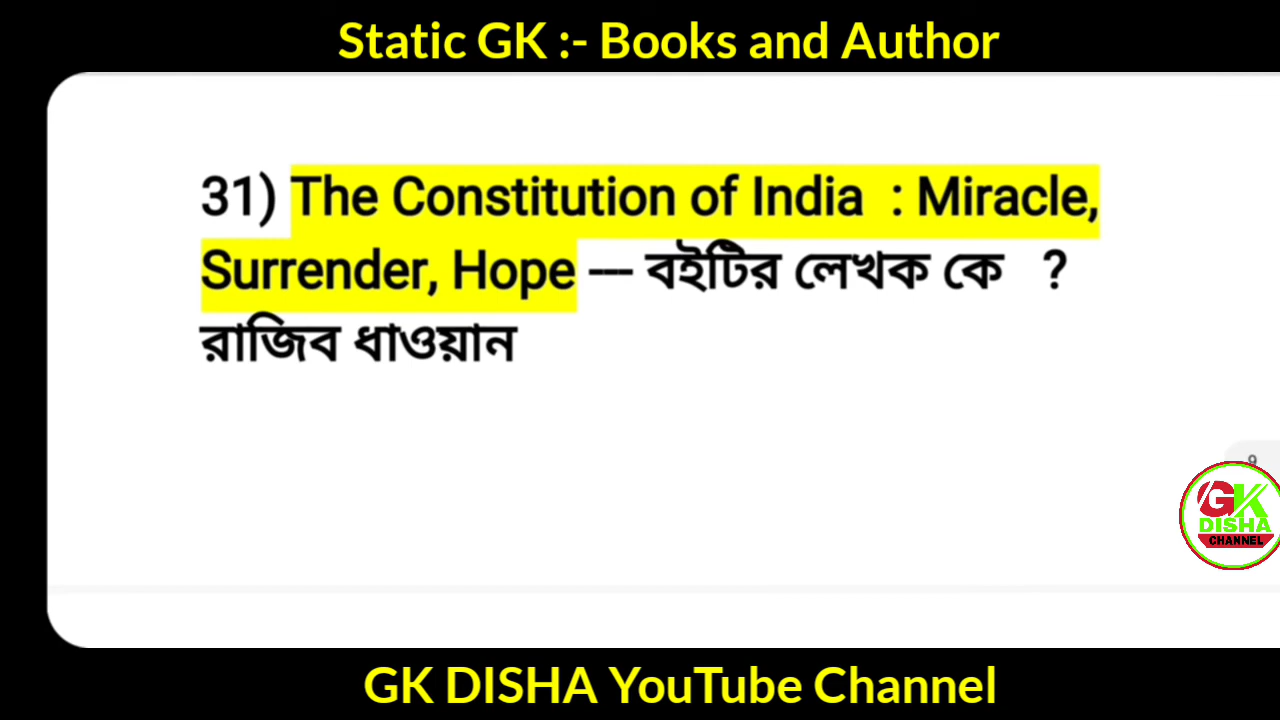 Static GK :- Books and Author
31) The Constitution of India : Miracle,
Surrender, Hope --- বইটির লেখক কে ?
রাজিব ধাওয়ান
9
GK
DISHA
CHANNEL
GK DISHA YouTube Channel